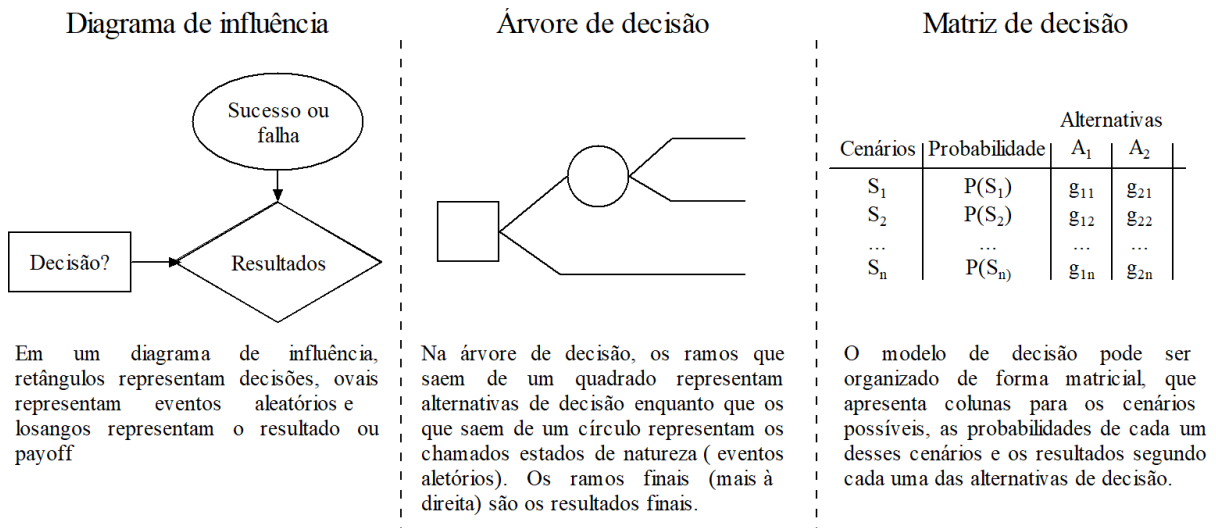 Diagrama de influência
Sucesso ou
falha
Decisão?
Resultados
Em um diagrama de influência,
retângulos representam decisões, ovais
representam eventos aleatórios e
losangos representam o resultado ou
payoff
Árvore de decisão
Na árvore de decisão, os ramos que
saem de um quadrado representam
alternativas de decisão enquanto que os
que saem de um círculo representam os
chamados estados de natureza ( eventos
aletórios). Os ramos finais (mais à
direita) são os resultados finais.
Matriz de decisão
Alternativas
Cenários Probabilidade A1 A2
S1 P(S1) g11 g21
S2 P(S2) g12 g22
... ... ... ...
Sn P(Sn) g1n g2n
O modelo de decisão pode ser
organizado de forma matricial, que
apresenta colunas para os cenários
possíveis, as probabilidades de cada um
desses cenários e os resultados segundo
cada uma das alternativas de decisão.